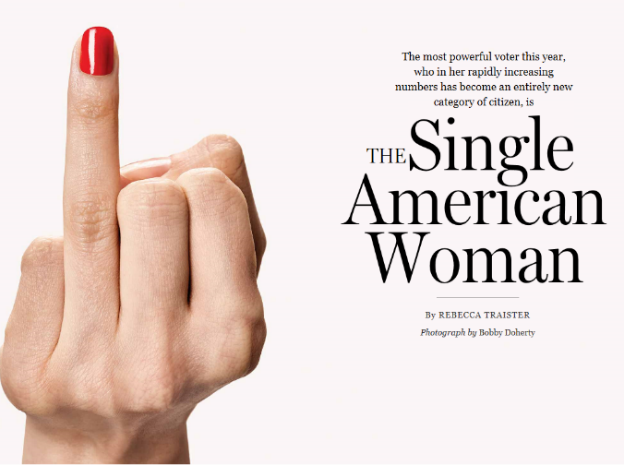 The most powerful voter this year,
who in her rapidly increasing
numbers has become an entirely new
category of citizen, is
THE Single
American
Woman
By REBECCA TRAISTER
Photograph by Bobby Doherty